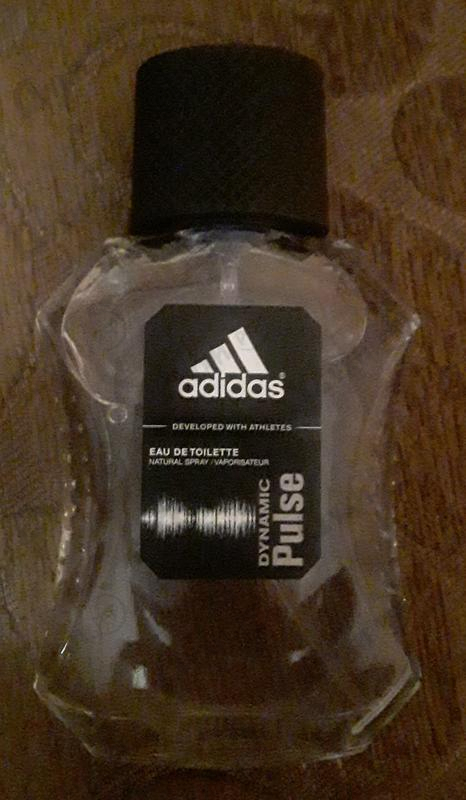 adidas®
DEVELOPED WITH ATHLETES
EAU DE TOILETTE
NATURAL SPRAY / VAPORISATEUR
DYNAMIC
Pulse